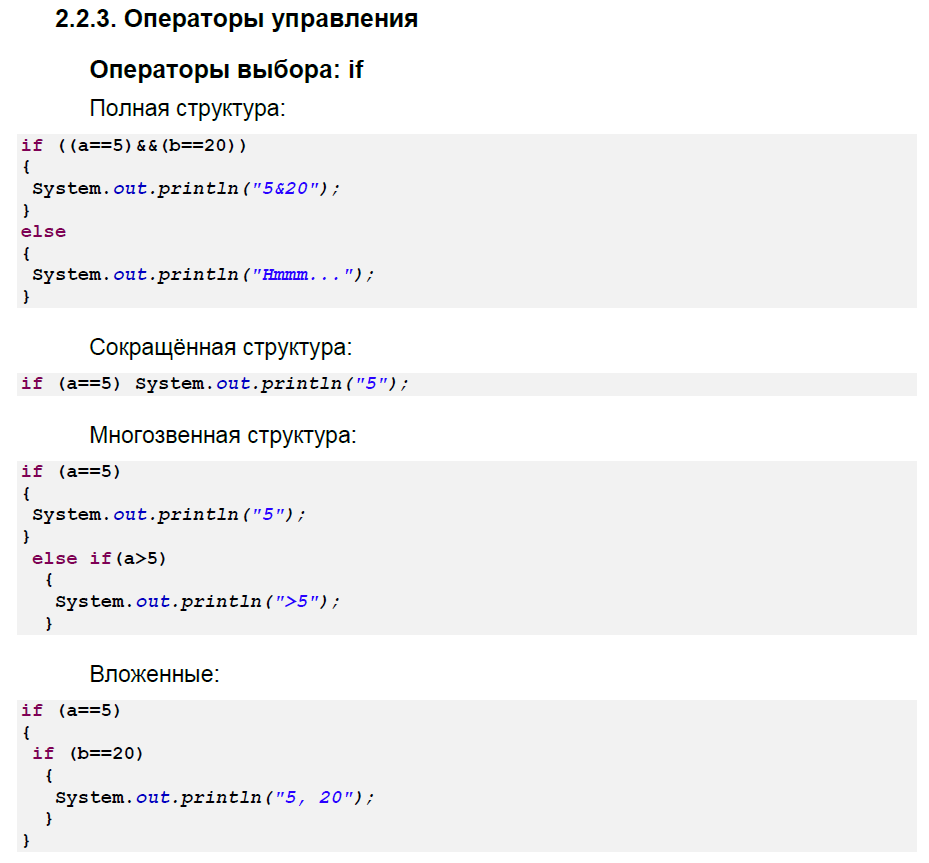 2.2.3. Операторы управления
Операторы выбора: if
Полная структура:
if ((a==5)&&(b==20))
{
 System.out.println("5&20");
}
else
{
 System.out.println("Hmmm...");
}
Сокращённая структура:
if (a==5) System.out.println("5");
Многозвенная структура:
if (a==5)
{
 System.out.println("5");
}
 else if(a>5)
  {
   System.out.println(">5");
  }
Вложенные:
if (a==5)
{
 if (b==20)
  {
   System.out.println("5, 20");
  }
}